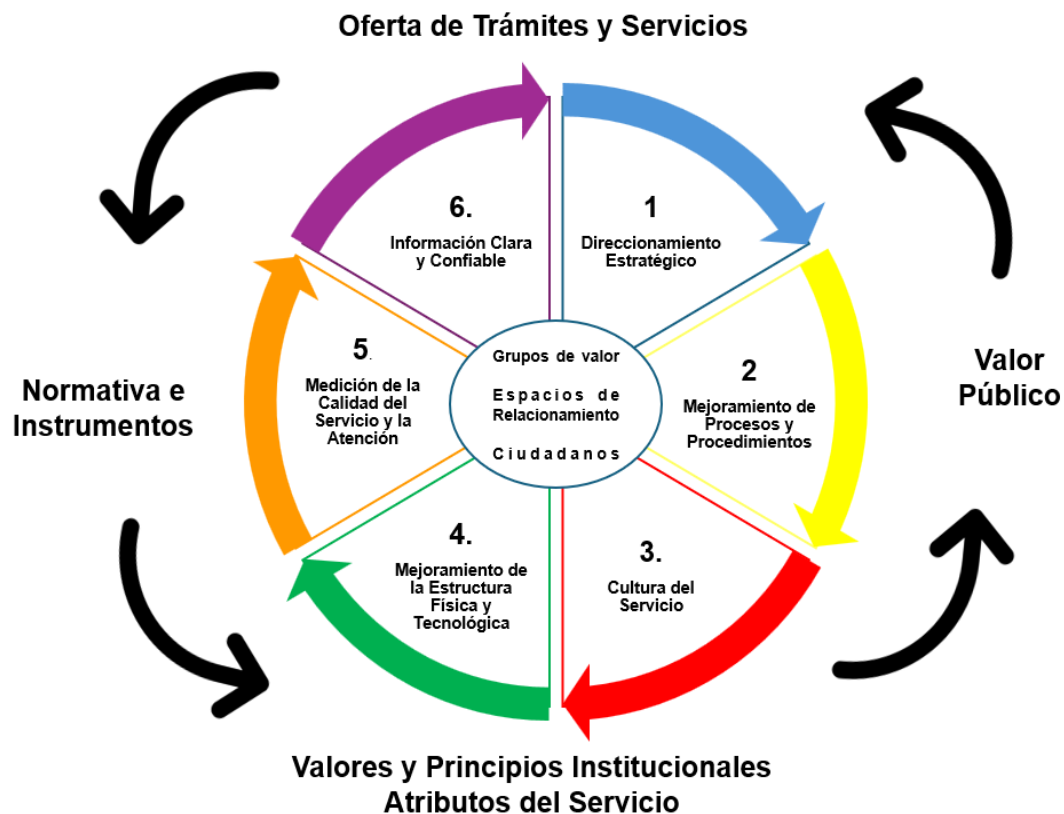 Oferta de Trámites y Servicios
6.
Información Clara
y Confiable
1
Direccionamiento
Estratégico
5.
Medición de la
Calidad del
Servicio y la
Atención
Grupos de valor
Espacios de
Relacionamiento
Ciudadanos
2
Mejoramiento de
Procesos y
Procedimientos
Normativa e
Instrumentos
Valor
Público
4.
Mejoramiento de
la Estructura
Física y
Tecnológica
3.
Cultura del
Servicio
Valores y Principios Institucionales
Atributos del Servicio